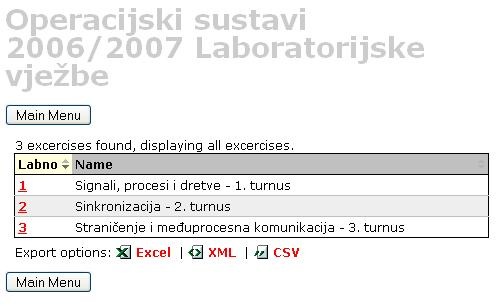 Operacijski sustavi
2006/2007 Laboratorijske
vježbe
Main Menu
3 excercises found, displaying all excercises.
Labno Name
1 Signali, procesi i dretve - 1. turnus
2 Sinkronizacija - 2. turnus
3 Straničenje i međuprocesna komunikacija - 3. turnus
Export options: Excel | XML | CSV
Main Menu